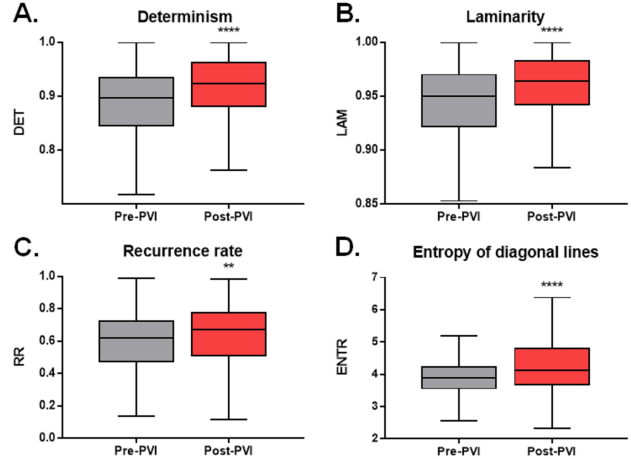 A.
Determinism
****
1.0
0.9
0.8
DET
Pre-PVI
Post-PVI
B.
Laminarity
****
1.00
0.95
0.90
0.85
LAM
Pre-PVI
Post-PVI
C.
Recurrence rate
**
1.0
0.8
0.6
0.4
0.2
0.0
RR
Pre-PVI
Post-PVI
D.
Entropy of diagonal lines
****
7
6
5
4
3
2
ENTR
Pre-PVI
Post-PVI